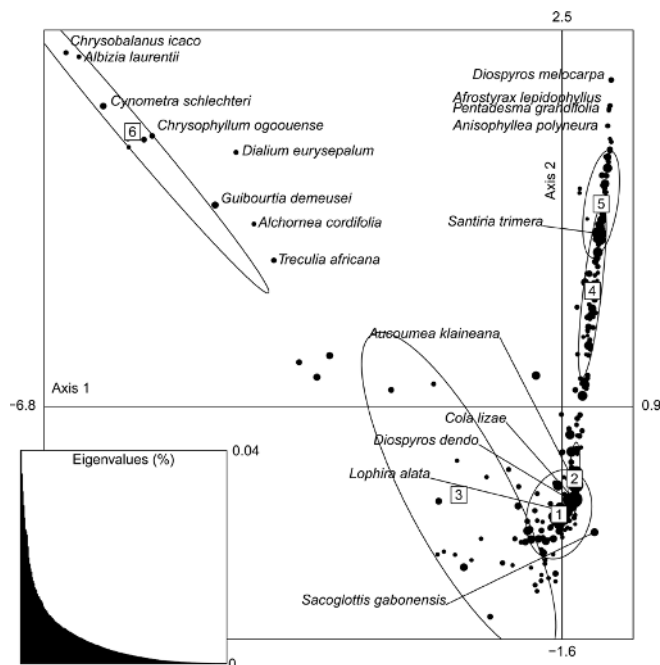 2.5
Chrysobalanus icaco
Albizia laurentii
Diospyros melocarpa
Cynometra schlechteri
Afrostyrax lepidophyllus
Pentadesma grandifolia
Anisophyllea polyneura
6
Chrysophyllum ogoouense
Dialium eurysepalum
Axis 2
Guibourtia demeusei
5
Alchornea cordifolia
Santiria trimera
Treculia africana
4
Aucoumea klaineana
Axis 1
−6.8
0.9
Cola lizae
Diospyros dendo
Eigenvalues (%)
0.04
Lophira alata
2
3
1
Sacoglottis gabonensis
0
−1.6